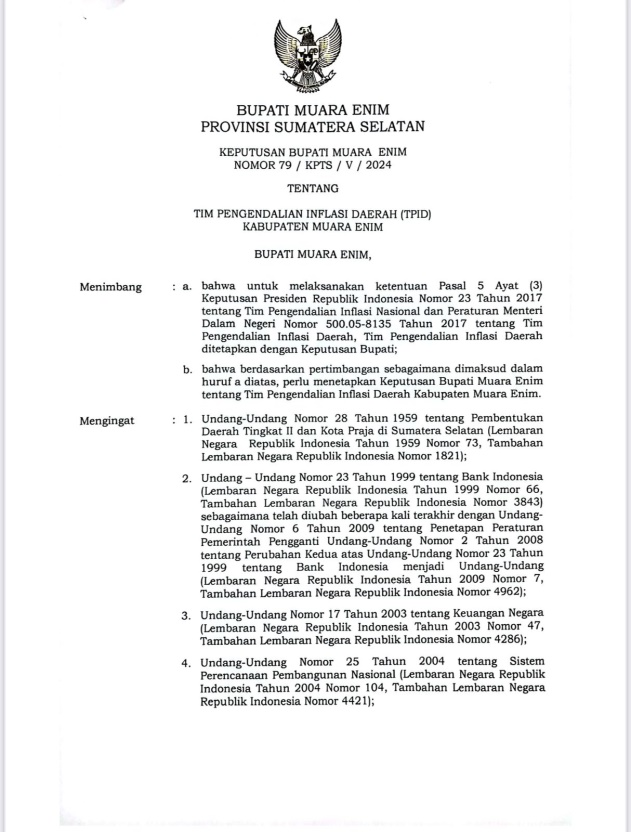 BUPATI MUARA ENIM
PROVINSI SUMATERA SELATAN
KEPUTUSAN BUPATI MUARA ENIM
NOMOR 79 / KPTS / V / 2024
TENTANG
TIM PENGENDALIAN INFLASI DAERAH (TPID)
KABUPATEN MUARA ENIM
BUPATI MUARA ENIM,
Menimbang : a. bahwa untuk melaksanakan ketentuan Pasal 5 Ayat (3)
Keputusan Presiden Republik Indonesia Nomor 23 Tahun 2017
tentang Tim Pengendalian Inflasi Nasional dan Peraturan Menteri
Dalam Negeri Nomor 500.05-8135 Tahun 2017 tentang Tim
Pengendalian Inflasi Daerah, Tim Pengendalian Inflasi Daerah
ditetapkan dengan Keputusan Bupati;
b. bahwa berdasarkan pertimbangan sebagaimana dimaksud dalam
huruf a diatas, perlu menetapkan Keputusan Bupati Muara Enim
tentang Tim Pengendalian Inflasi Daerah Kabupaten Muara Enim.
Mengingat : 1. Undang-Undang Nomor 28 Tahun 1959 tentang Pembentukan
Daerah Tingkat II dan Kota Praja di Sumatera Selatan (Lembaran
Negara Republik Indonesia Tahun 1959 Nomor 73, Tambahan
Lembaran Negara Republik Indonesia Nomor 1821);
2. Undang – Undang Nomor 23 Tahun 1999 tentang Bank Indonesia
(Lembaran Negara Republik Indonesia Tahun 1999 Nomor 66,
Tambahan Lembaran Negara Republik Indonesia Nomor 3843)
sebagaimana telah diubah beberapa kali terakhir dengan Undang-
Undang Nomor 6 Tahun 2009 tentang Penetapan Peraturan
Pemerintah Pengganti Undang-Undang Nomor 2 Tahun 2008
tentang Perubahan Kedua atas Undang-Undang Nomor 23 Tahun
1999 tentang Bank Indonesia menjadi Undang-Undang
(Lembaran Negara Republik Indonesia Tahun 2009 Nomor 7,
Tambahan Lembaran Negara Republik Indonesia Nomor 4962);
3. Undang-Undang Nomor 17 Tahun 2003 tentang Keuangan Negara
(Lembaran Negara Republik Indonesia Tahun 2003 Nomor 47,
Tambahan Lembaran Negara Republik Indonesia Nomor 4286);
4. Undang-Undang Nomor 25 Tahun 2004 tentang Sistem
Perencanaan Pembangunan Nasional (Lembaran Negara Republik
Indonesia Tahun 2004 Nomor 104, Tambahan Lembaran Negara
Republik Indonesia Nomor 4421);